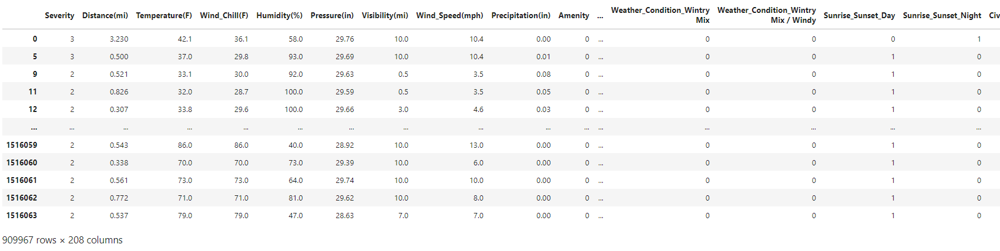 Severity Distance(mi) Temperature(F) Wind_Chill(F) Humidity(%) Pressure(in) Visibility(mi) Wind_Speed(mph) Precipitation(in) Amenity ... Weather_Condition_Wintry Mix Weather_Condition_Wintry Mix / Windy Sunrise_Sunset_Day Sunrise_Sunset_Night Civ
0 3 3.230 42.1 36.1 58.0 29.76 10.0 10.4 0.00 0 ... 0 0 0 1
5 3 0.500 37.0 29.8 93.0 29.69 10.0 10.4 0.01 0 ... 0 0 1 0
9 2 0.521 33.1 30.0 92.0 29.63 0.5 3.5 0.08 0 ... 0 0 1 0
11 2 0.826 32.0 28.7 100.0 29.59 0.5 3.5 0.05 0 ... 0 0 1 0
12 2 0.307 33.8 29.6 100.0 29.66 3.0 4.6 0.03 0 ... 0 0 1 0
... ... ... ... ... ... ... ... ... ... ... ... ... ... ... ...
1516059 2 0.543 86.0 86.0 40.0 28.92 10.0 13.0 0.00 0 ... 0 0 1 0
1516060 2 0.338 70.0 70.0 73.0 29.39 10.0 6.0 0.00 0 ... 0 0 1 0
1516061 2 0.561 73.0 73.0 64.0 29.74 10.0 10.0 0.00 0 ... 0 0 1 0
1516062 2 0.772 71.0 71.0 81.0 29.62 10.0 8.0 0.00 0 ... 0 0 1 0
1516063 2 0.537 79.0 79.0 47.0 28.63 7.0 7.0 0.00 0 ... 0 0 1 0
909967 rows × 208 columns